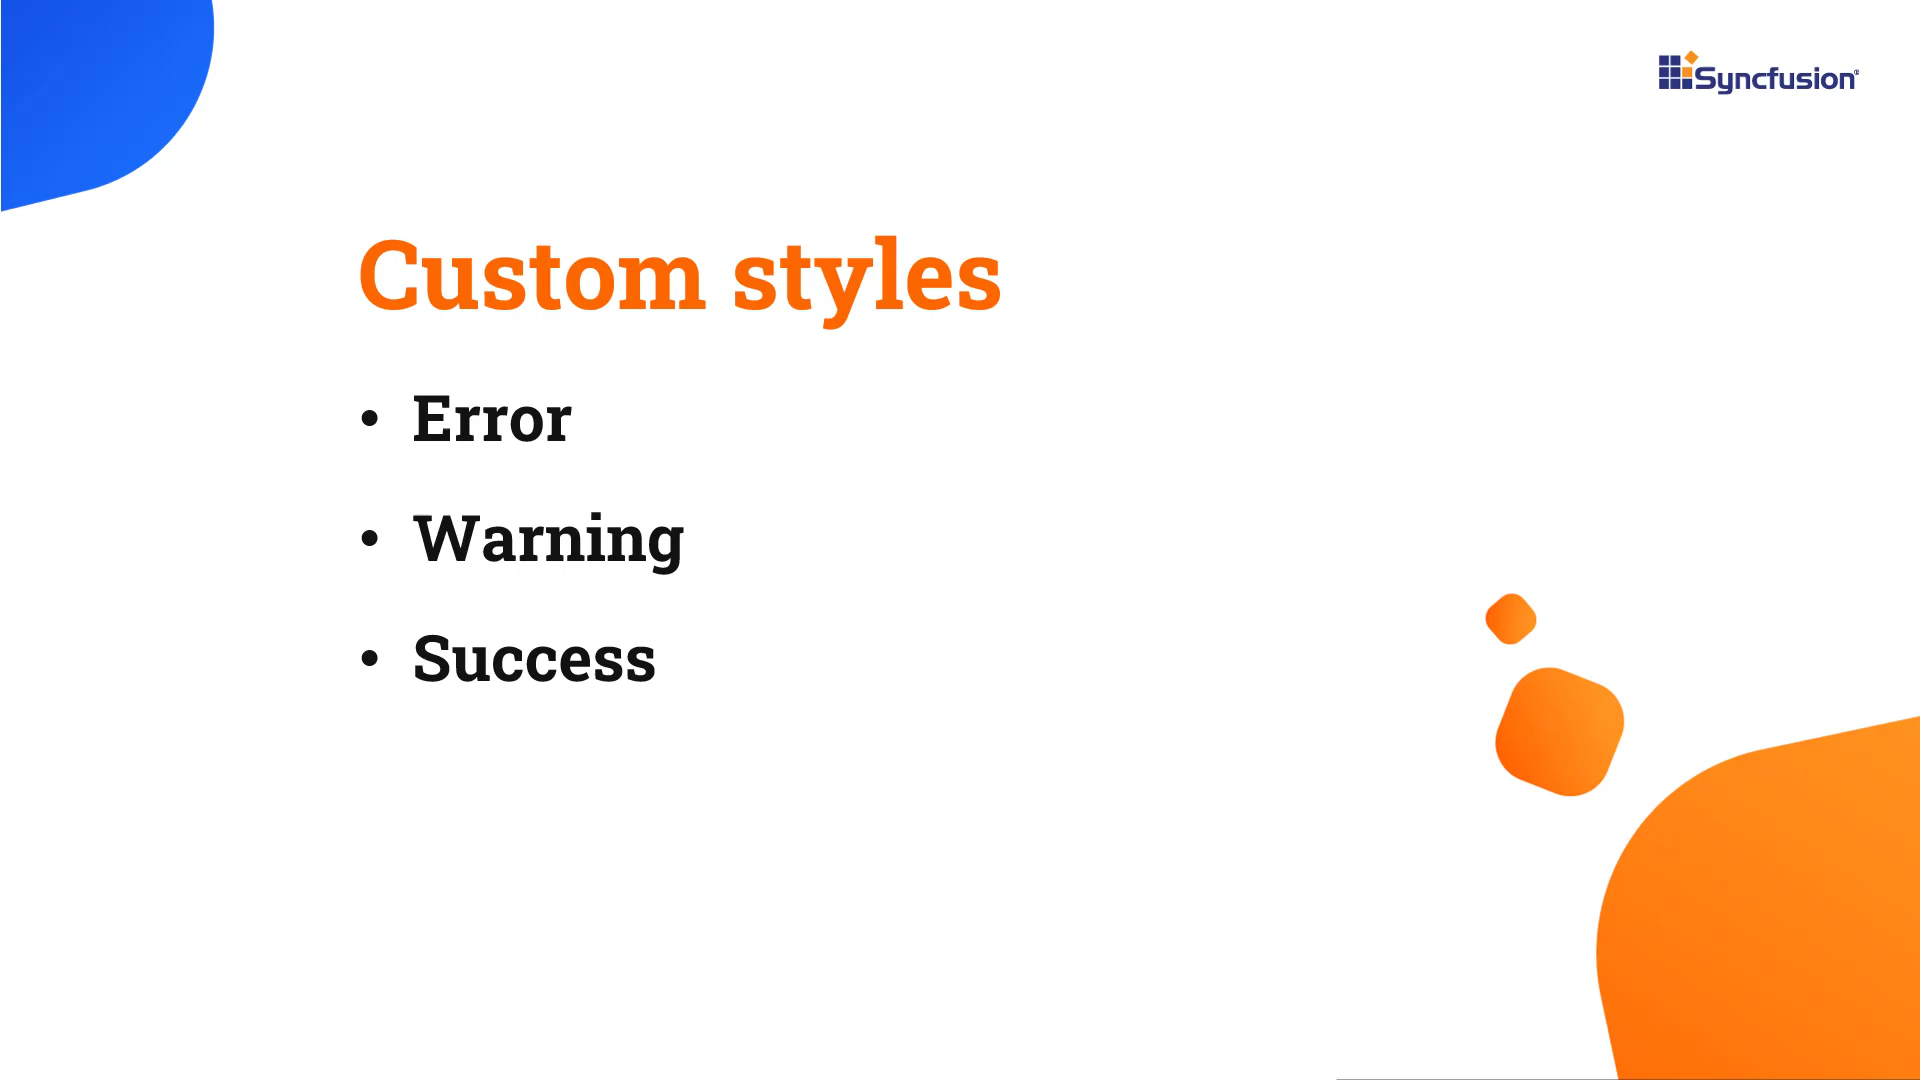 Syncfusion®
Custom styles
• Error
• Warning
• Success